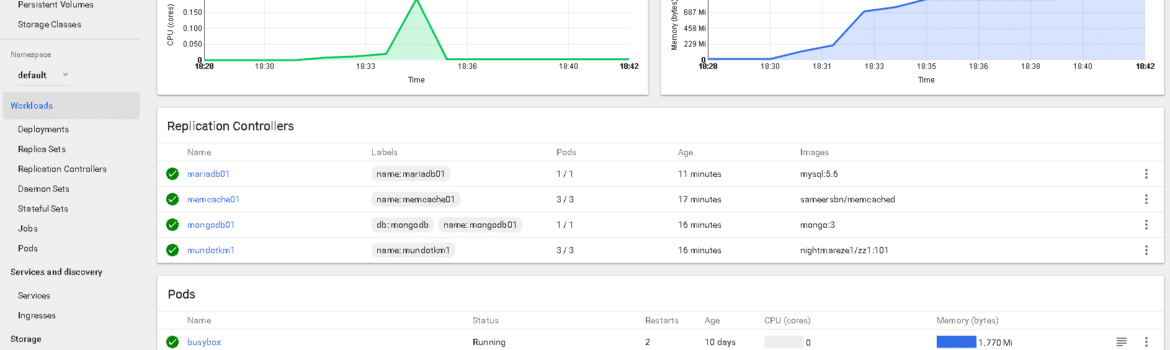 Persistent Volumes
Storage Classes
Namespace
default
Workloads
Deployments
Replica Sets
Replication Controllers
Daemon Sets
Stateful Sets
Jobs
Pods
Services and discovery
Services
Ingresses
Storage
CPU (cores)
0.150
0.100
0.050
0
18:28 18:30 18:33 18:36 18:40 18:42
Time
Memory (bytes)
687 Mi
458 Mi
229 Mi
0
18:28 18:30 18:31 18:33 18:35 18:36 18:38 18:40 18:42
Time
Replication Controllers
Name Labels Pods Age Images
mariadb01 name: mariadb01 1 / 1 11 minutes mysql:5.6
memcache01 name: memcache01 3 / 3 17 minutes sameersbn/memcached
mongodb01 db: mongodb name: mongodb01 1 / 1 16 minutes mongo:3
mundotkm1 name: mundotkm1 3 / 3 16 minutes nightmareze1/zz1:101
Pods
Name Status Restarts Age CPU (cores) Memory (bytes)
busybox Running 2 10 days 0 1.770 Mi